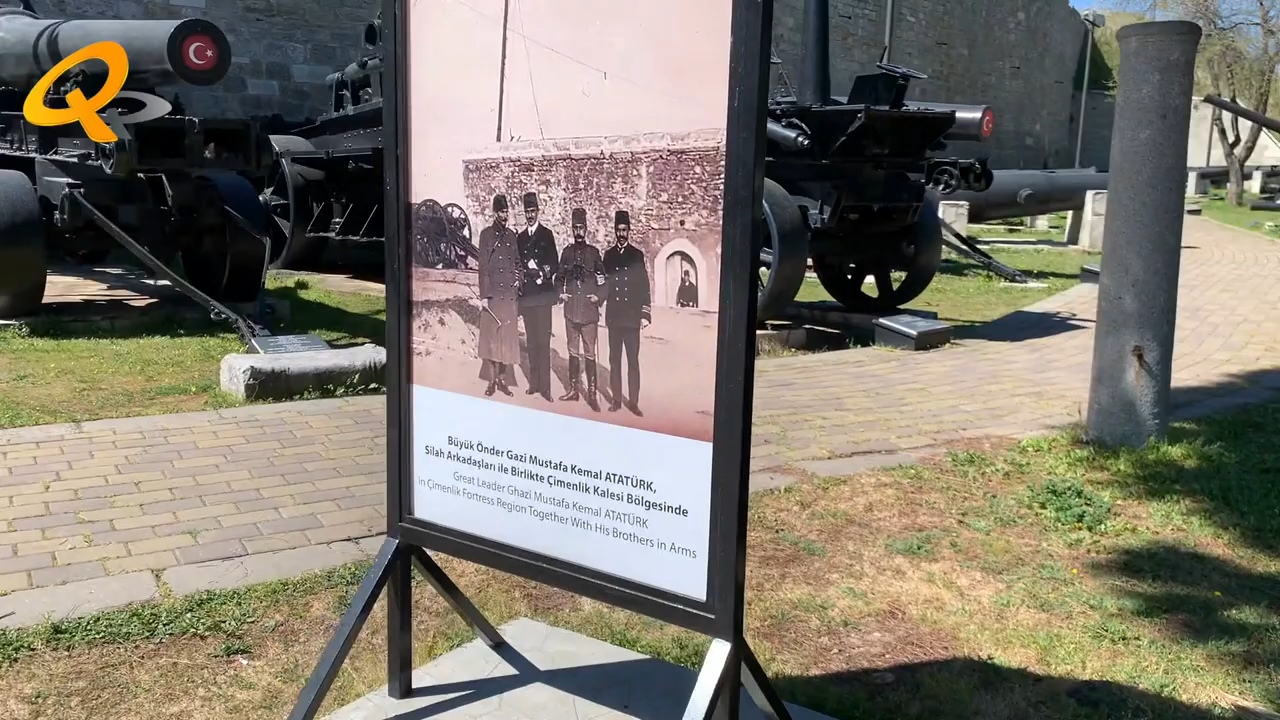 Büyük Önder Gazi Mustafa Kemal ATATÜRK,
Silah Arkadaşları ile Birlikte Çimenlik Kalesi Bölgesinde
Great Leader Ghazi Mustafa Kemal ATATÜRK
in Çimenlik Fortress Region Together With His Brothers in Arms